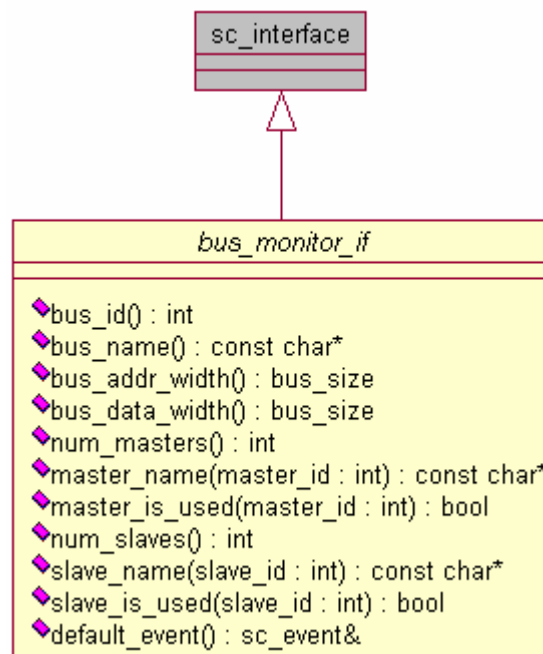 sc_interface
bus_monitor_if
bus_id() : int
bus_name() : const char*
bus_addr_width() : bus_size
bus_data_width() : bus_size
num_masters() : int
master_name(master_id : int) : const char*
master_is_used(master_id : int) : bool
num_slaves() : int
slave_name(slave_id : int) : const char*
slave_is_used(slave_id : int) : bool
default_event() : sc_event&